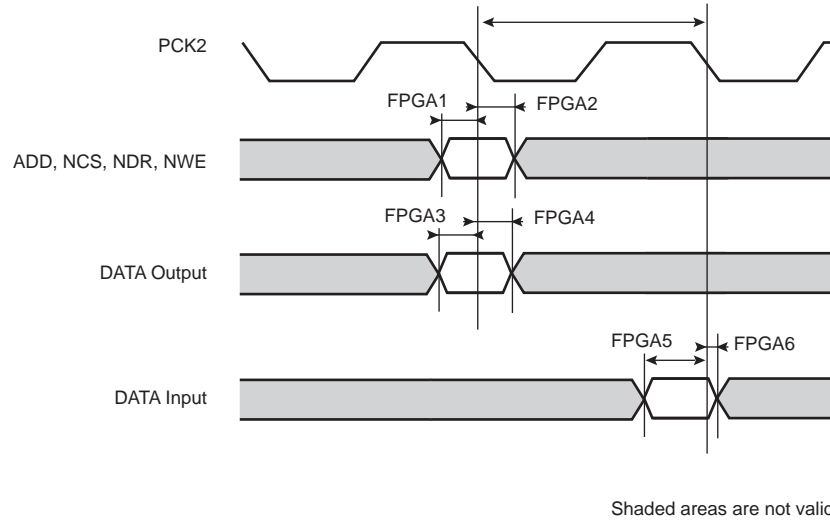 PCK2
FPGA1
FPGA2
ADD, NCS, NDR, NWE
FPGA3
FPGA4
DATA Output
FPGA5
FPGA6
DATA Input
Shaded areas are not valid